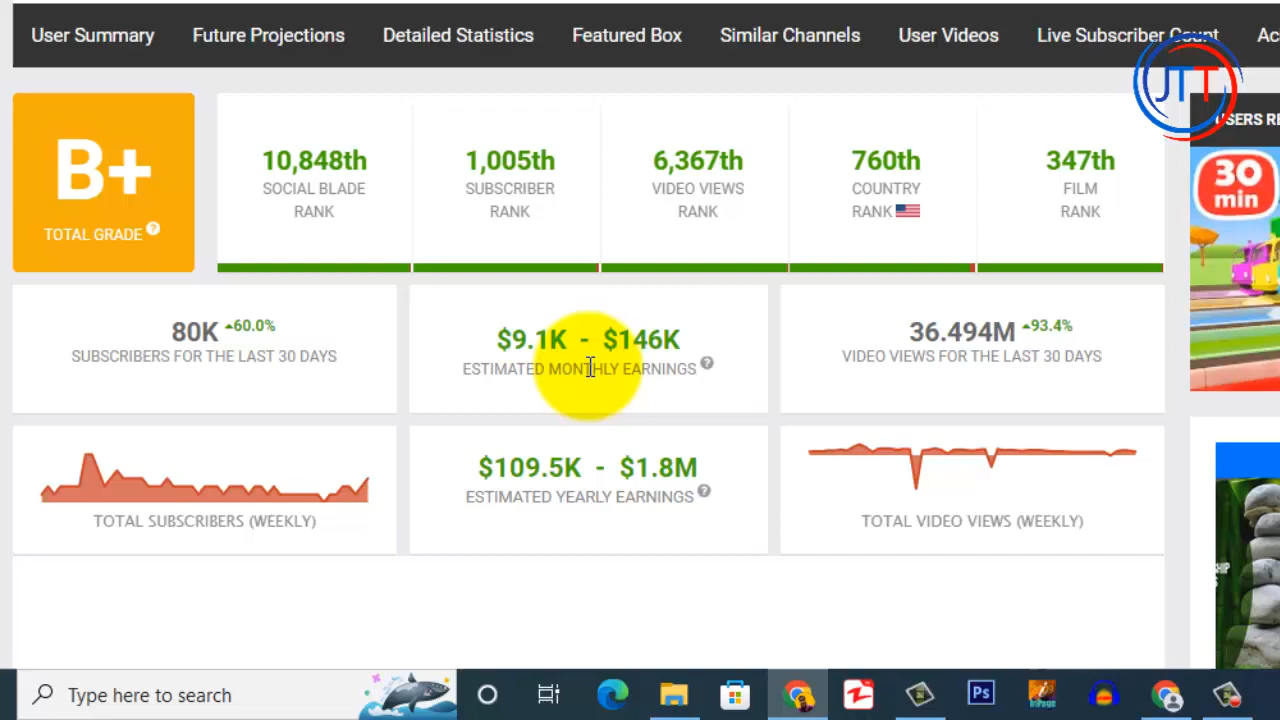 User Summary
Future Projections
Detailed Statistics
Featured Box
Similar Channels
User Videos
Live Subscriber Count
JTT
B+
TOTAL GRADE
10,848th
SOCIAL BLADE
RANK
1,005th
SUBSCRIBER
RANK
6,367th
VIDEO VIEWS
RANK
760th
COUNTRY
RANK
347th
FILM
RANK
30
min
80K 60.0%
SUBSCRIBERS FOR THE LAST 30 DAYS
$9.1K - $146K
ESTIMATED MONTHLY EARNINGS
36.494M 93.4%
VIDEO VIEWS FOR THE LAST 30 DAYS
TOTAL SUBSCRIBERS (WEEKLY)
$109.5K - $1.8M
ESTIMATED YEARLY EARNINGS
TOTAL VIDEO VIEWS (WEEKLY)
Type here to search
Ps